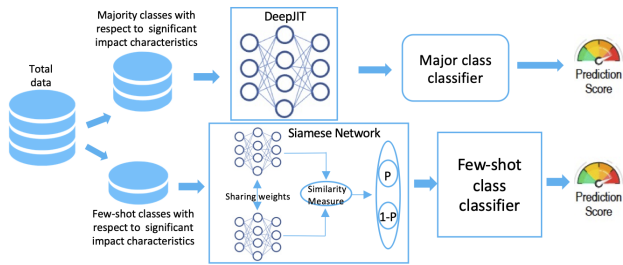 Majority classes with
respect to significant
impact characteristics
DeepJIT
Total
data
Major class
classifier
Prediction
Score
Siamese Network
Sharing weights
Similarity
Measure
P
1-P
Few-shot
class
classifier
Prediction
Score
Few-shot classes with
respect to significant
impact characteristics